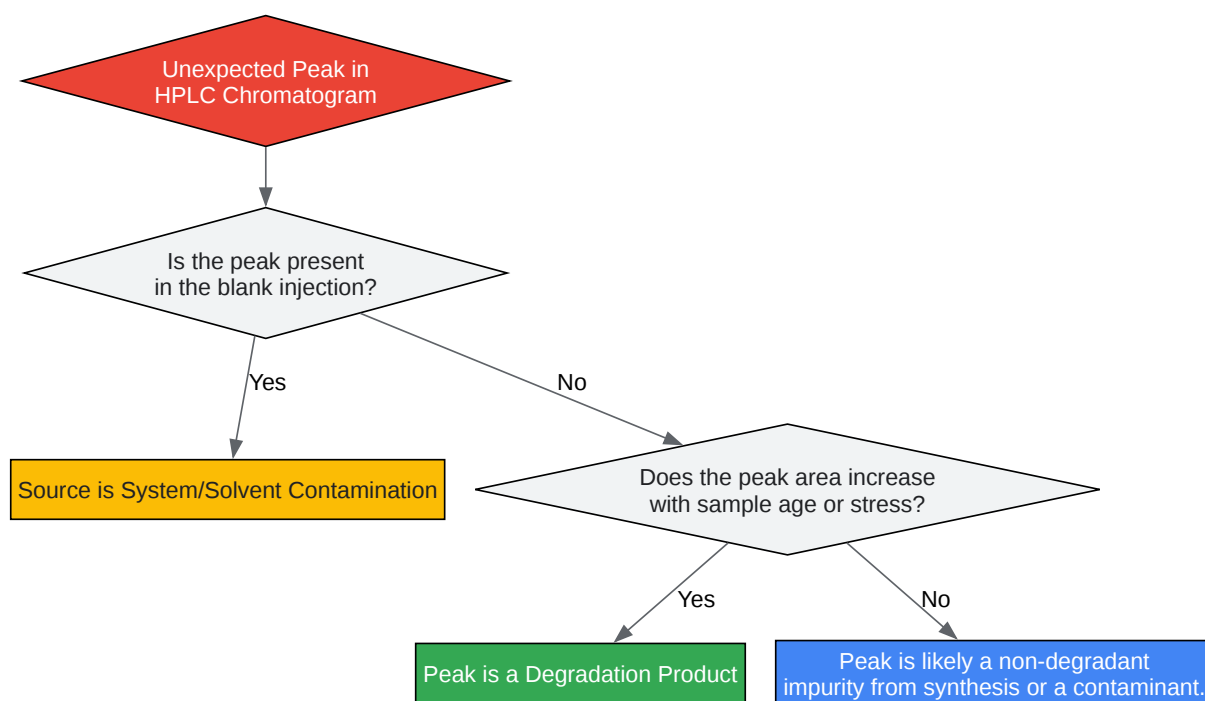 Unexpected Peak in
HPLC Chromatogram
Is the peak present
in the blank injection?
Yes
No
Source is System/Solvent Contamination
Does the peak area increase
with sample age or stress?
Yes
No
Peak is a Degradation Product
Peak is likely a non-degradant
impurity from synthesis or a contaminant.